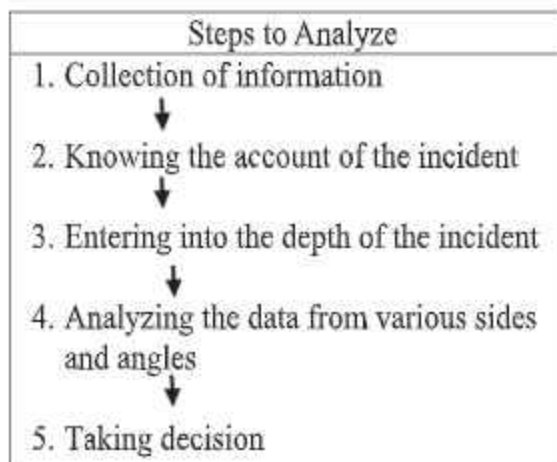 Steps to Analyze
1. Collection of information
2. Knowing the account of the incident
3. Entering into the depth of the incident
4. Analyzing the data from various sides
and angles
5. Taking decision